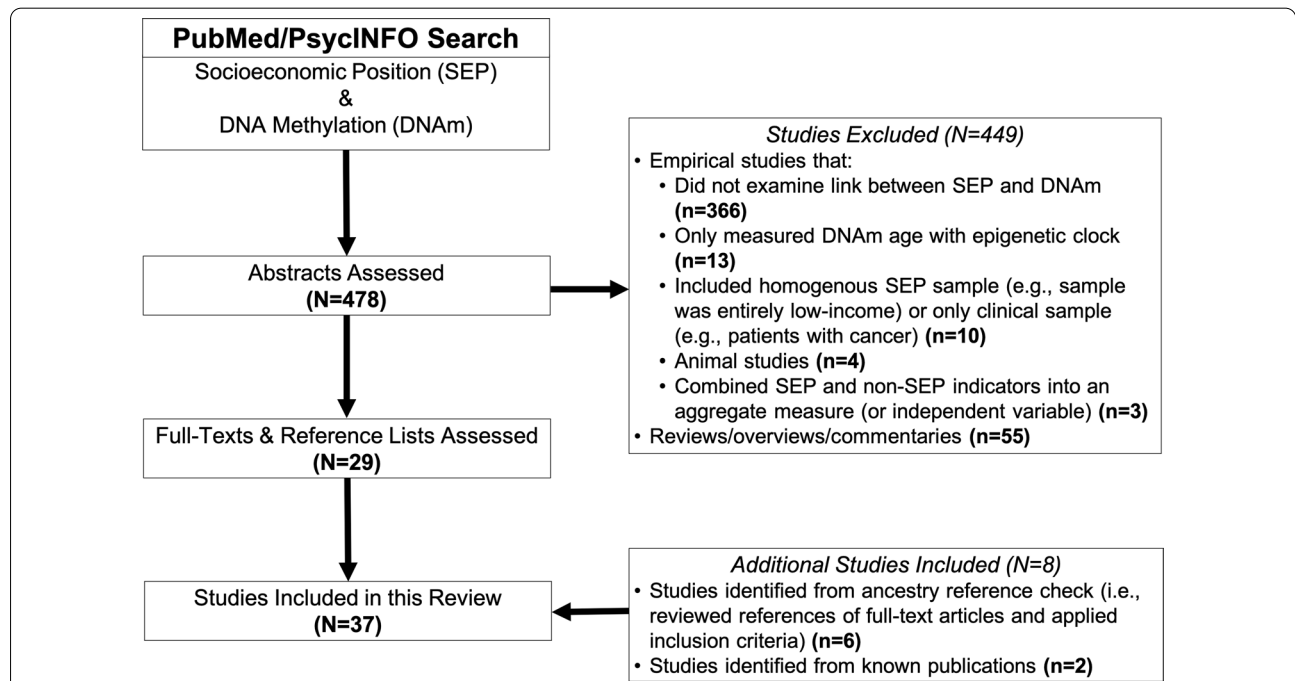 PubMed/PsycINFO Search
Socioeconomic Position (SEP)
&
DNA Methylation (DNAm)
Abstracts Assessed
(N=478)
Studies Excluded (N=449)
• Empirical studies that:
• Did not examine link between SEP and DNAm
(n=366)
• Only measured DNAm age with epigenetic clock
(n=13)
• Included homogenous SEP sample (e.g., sample
was entirely low-income) or only clinical sample
(e.g., patients with cancer) (n=10)
• Animal studies (n=4)
• Combined SEP and non-SEP indicators into an
aggregate measure (or independent variable) (n=3)
• Reviews/overviews/commentaries (n=55)
Full-Texts & Reference Lists Assessed
(N=29)
Studies Included in this Review
(N=37)
Additional Studies Included (N=8)
• Studies identified from ancestry reference check (i.e.,
reviewed references of full-text articles and applied
inclusion criteria) (n=6)
• Studies identified from known publications (n=2)